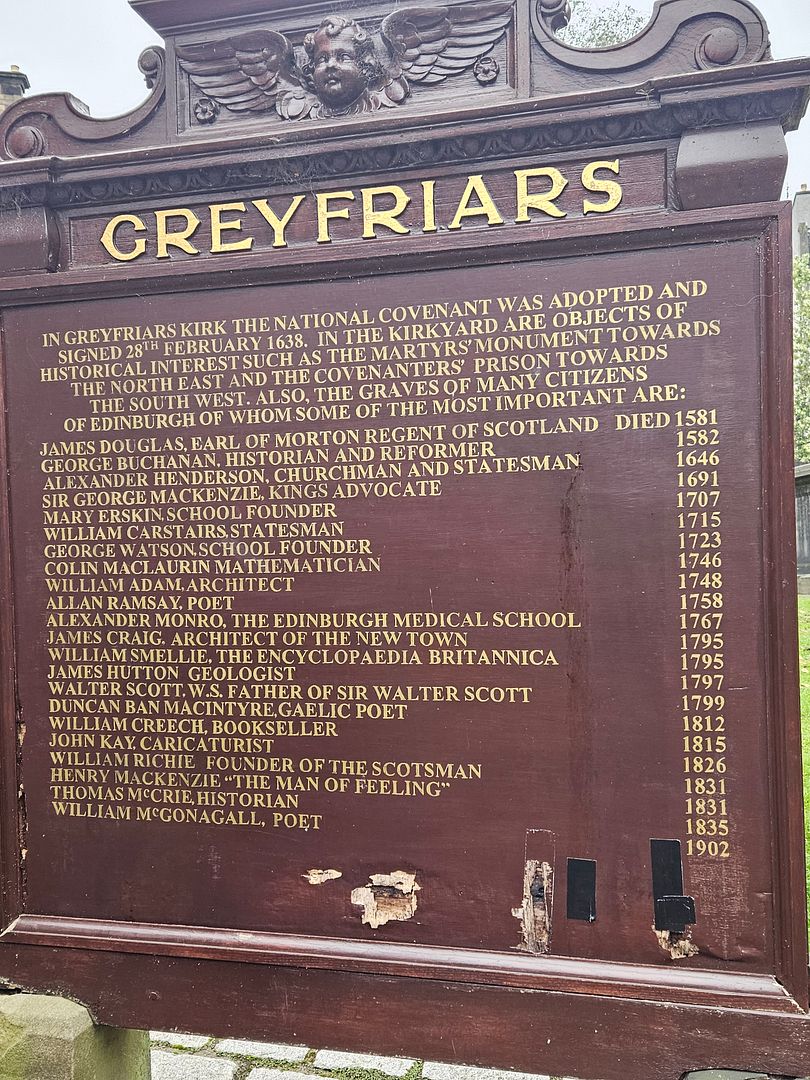 GREYFRIARS
IN GREYFRIARS KIRK THE NATIONAL COVENANT WAS ADOPTED AND
SIGNED 28TH FEBRUARY 1638. IN THE KIRKYARD ARE OBJECTS OF
HISTORICAL INTEREST SUCH AS THE MARTYRS' MONUMENT TOWARDS
THE NORTH EAST AND THE COVENANTERS' PRISON TOWARDS
THE SOUTH WEST. ALSO, THE GRAVES OF MANY CITIZENS
OF EDINBURGH OF WHOM SOME OF THE MOST IMPORTANT ARE:
JAMES DOUGLAS, EARL OF MORTON REGENT OF SCOTLAND DIED 1581
GEORGE BUCHANAN, HISTORIAN AND REFORMER 1582
ALEXANDER HENDERSON, CHURCHMAN AND STATESMAN 1646
SIR GEORGE MACKENZIE, KINGS ADVOCATE 1691
MARY ERSKIN, SCHOOL FOUNDER 1707
WILLIAM CARSTAIRS, STATESMAN 1715
GEORGE WATSON, SCHOOL FOUNDER 1723
COLIN MACLAURIN MATHEMATICIAN 1746
WILLIAM ADAM, ARCHITECT 1748
ALLAN RAMSAY, POET 1758
ALEXANDER MONRO, THE EDINBURGH MEDICAL SCHOOL 1767
JAMES CRAIG, ARCHITECT OF THE NEW TOWN 1795
WILLIAM SMELLIE, THE ENCYCLOPAEDIA BRITANNICA 1795
JAMES HUTTON GEOLOGIST 1797
WALTER SCOTT, W.S. FATHER OF SIR WALTER SCOTT 1799
DUNCAN BAN MACINTYRE, GAELIC POET 1812
WILLIAM CREECH, BOOKSELLER 1815
JOHN KAY, CARICATURIST 1826
WILLIAM RICHIE FOUNDER OF THE SCOTSMAN 1831
HENRY MACKENZIE "THE MAN OF FEELING" 1831
THOMAS McCRIE, HISTORIAN 1835
WILLIAM McGONAGALL, POET 1902